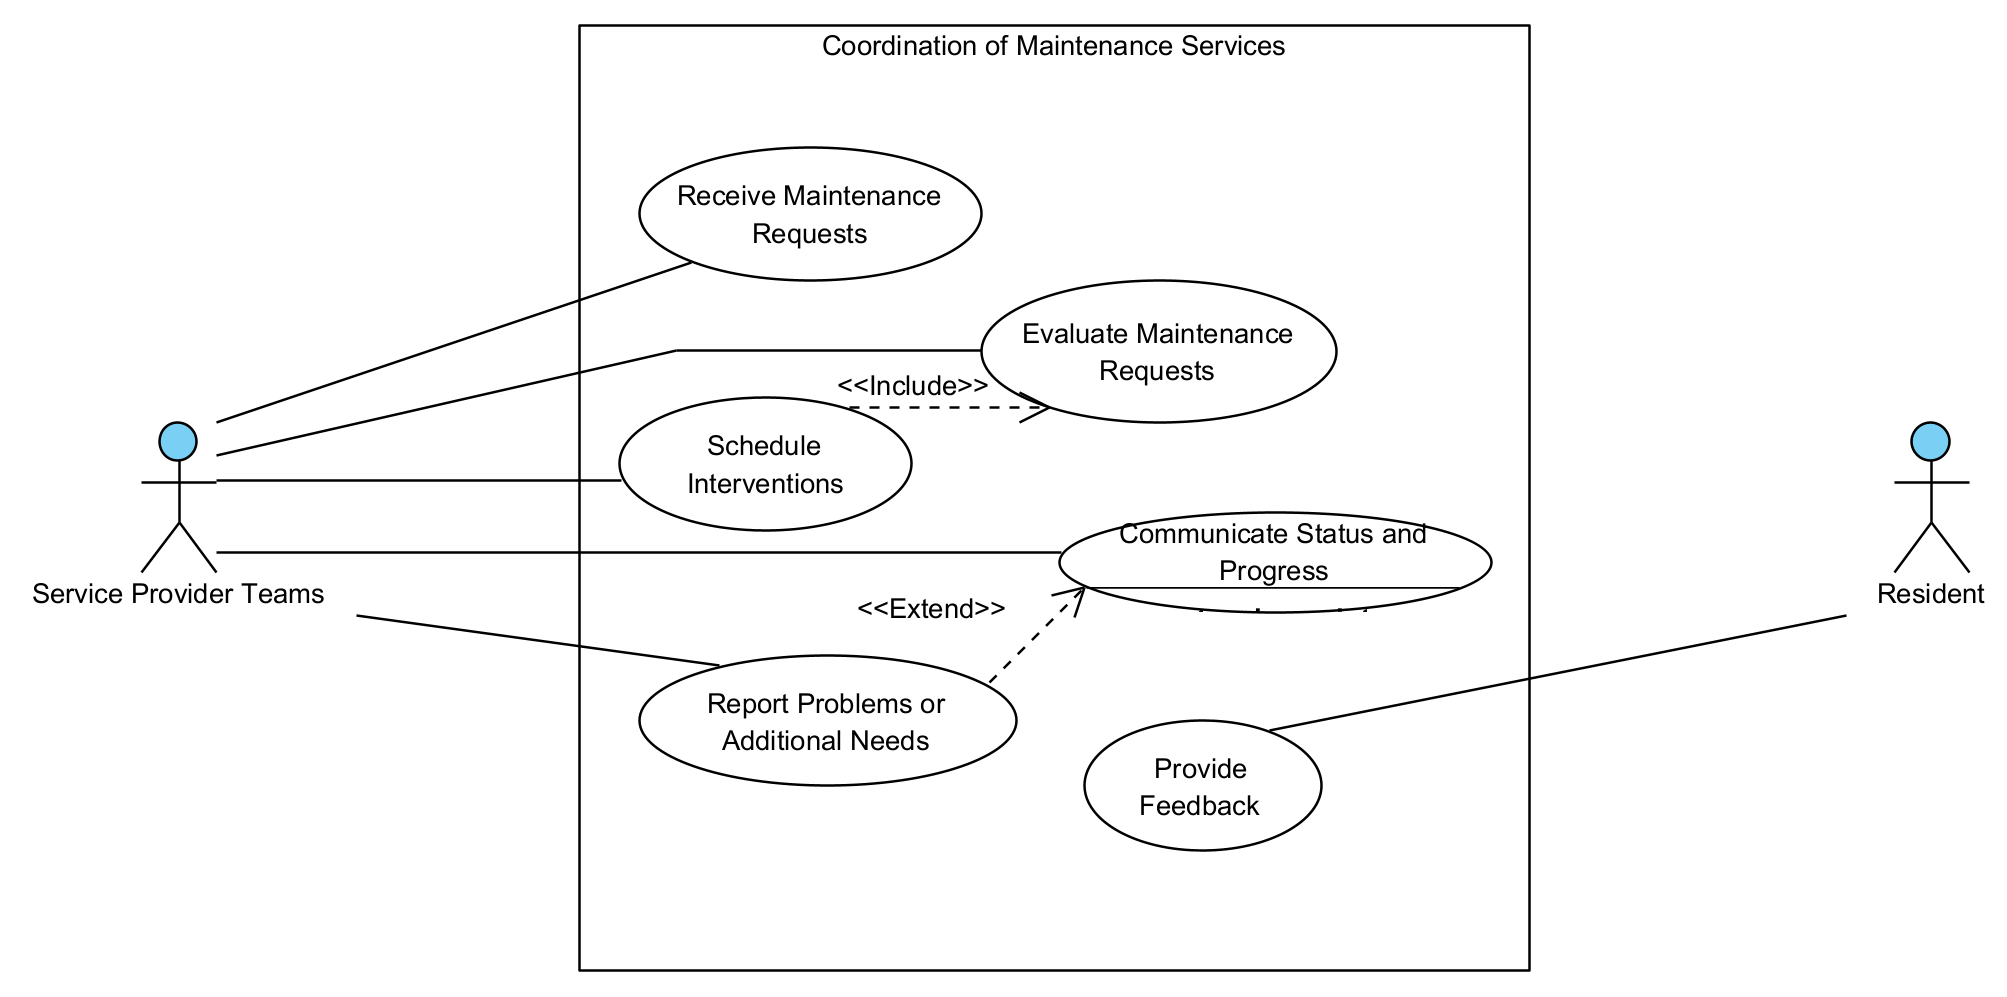 Coordination of Maintenance Services
Receive Maintenance
Requests
Evaluate Maintenance
Requests
<<Include>>
Schedule
Interventions
Communicate Status and
Progress
<<Extend>>
Service Provider Teams
Resident
Report Problems or
Additional Needs
Provide
Feedback